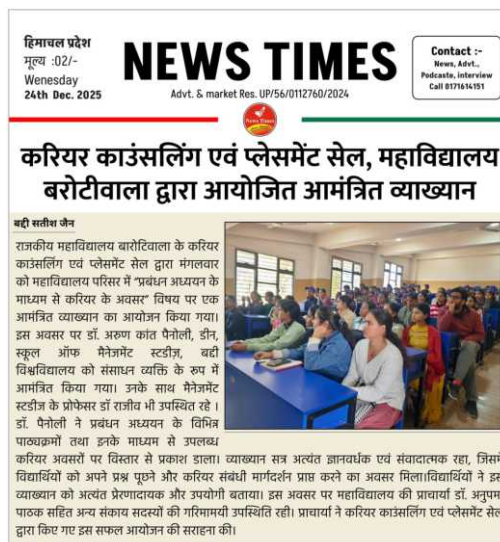 हिमाचल प्रदेश
मूल्य :02/-
Wenesday
24th Dec. 2025
NEWS TIMES
Advt. & market Res. UP/56/0112760/2024
Contact :-
News, Advt.,
Podcaste, interview
Call 8171614151
News Times
करियर काउंसलिंग एवं प्लेसमेंट सेल, महाविद्यालय
बरोटीवाला द्वारा आयोजित आमंत्रित व्याख्यान
बद्दी सतीश जैन
राजकीय महाविद्यालय बारोटिवाला के करियर
काउंसलिंग एवं प्लेसमेंट सेल द्वारा मंगलवार
को महाविद्यालय परिसर में "प्रबंधन अध्ययन के
माध्यम से करियर के अवसर" विषय पर एक
आमंत्रित व्याख्यान का आयोजन किया गया।
इस अवसर पर डॉ. अरुण कांत पैनोली, डीन,
स्कूल ऑफ मैनेजमेंट स्टडीज़, बद्दी
विश्वविद्यालय को संसाधन व्यक्ति के रूप में
आमंत्रित किया गया। उनके साथ मैनेजमेंट
स्टडीज के प्रोफेसर डॉ राजीव भी उपस्थित रहे ।
डॉ. पैनोली ने प्रबंधन अध्ययन के विभिन्न
पाठ्यक्रमों तथा इनके माध्यम से उपलब्ध
करियर अवसरों पर विस्तार से प्रकाश डाला। व्याख्यान सत्र अत्यंत ज्ञानवर्धक एवं संवादात्मक रहा, जिसमें
विद्यार्थियों को अपने प्रश्न पूछने और करियर संबंधी मार्गदर्शन प्राप्त करने का अवसर मिला।विद्यार्थियों ने इस
व्याख्यान को अत्यंत प्रेरणादायक और उपयोगी बताया। इस अवसर पर महाविद्यालय की प्राचार्या डॉ. अनुपमा
पाठक सहित अन्य संकाय सदस्यों की गरिमामयी उपस्थिति रही। प्राचार्या ने करियर काउंसलिंग एवं प्लेसमेंट सेल
द्वारा किए गए इस सफल आयोजन की सराहना की।